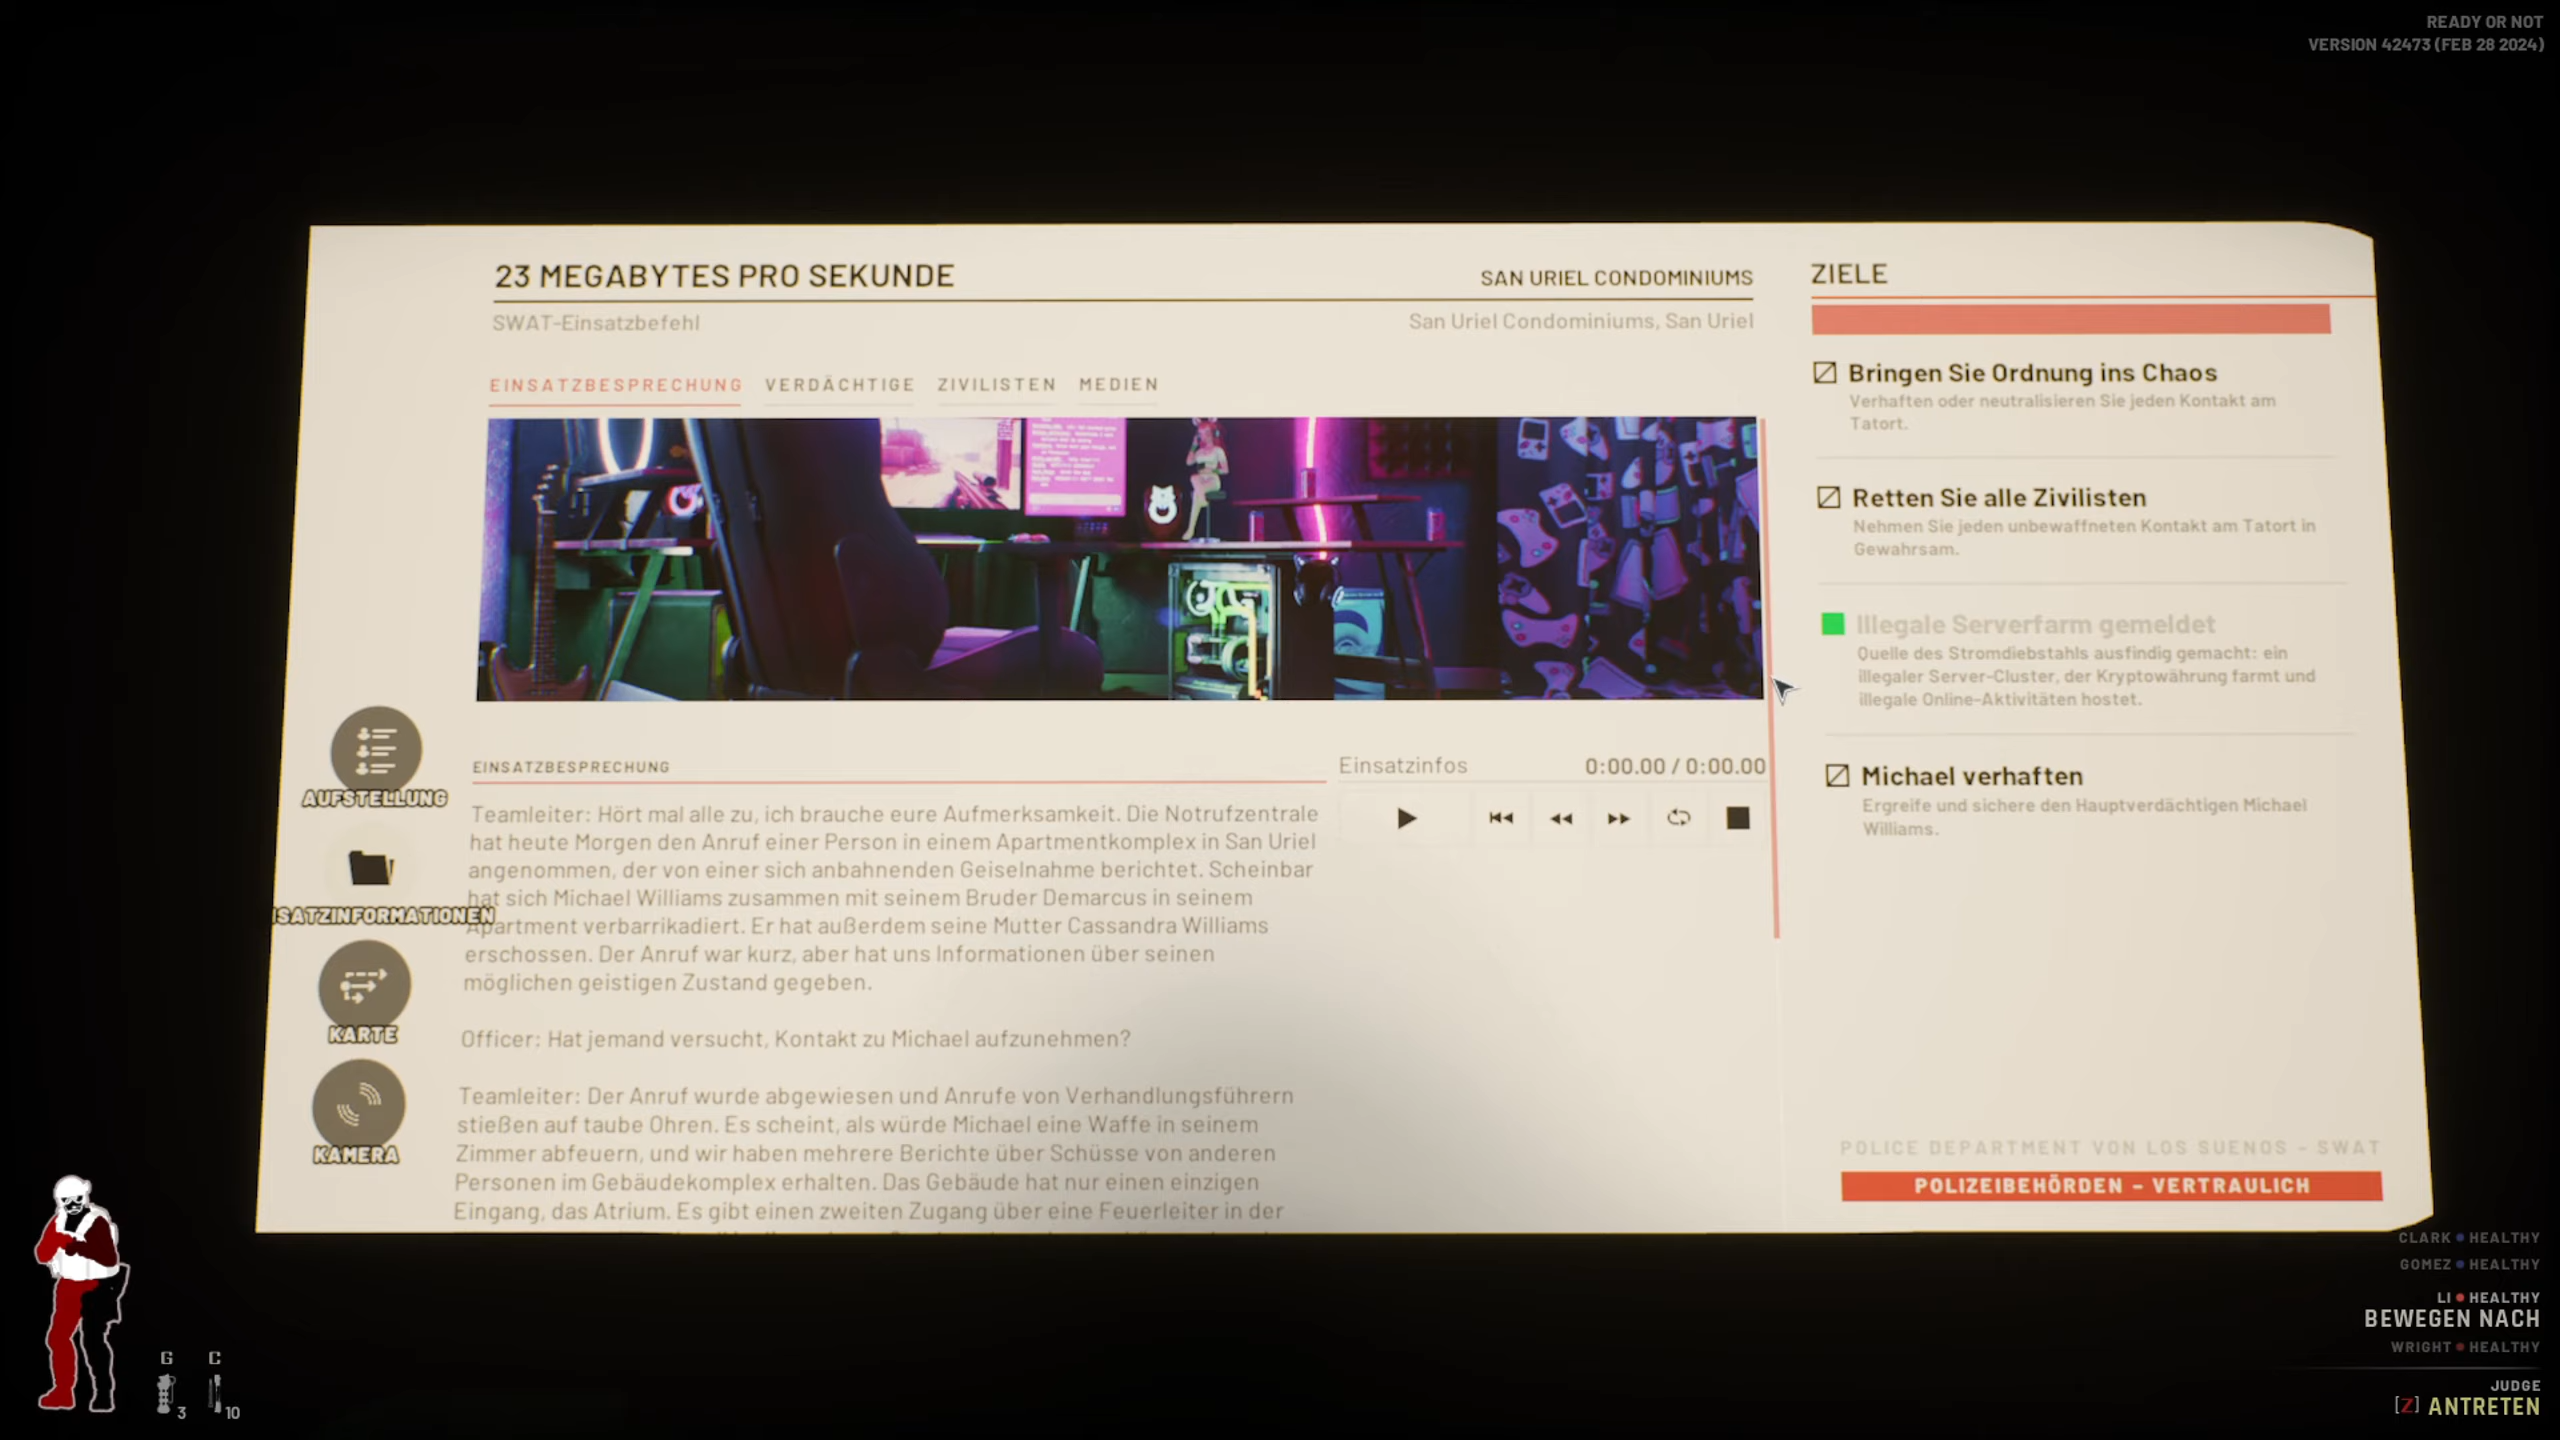 READY OR NOT
VERSION 42473 (FEB 28 2024)
23 MEGABYTES PRO SEKUNDE
SAN URIEL CONDOMINIUMS
SWAT-Einsatzbefehl
San Uriel Condominiums, San Uriel
EINSATZBESPRECHUNG
VERDÄCHTIGE
ZIVILISTEN
MEDIEN
EINSATZBESPRECHUNG
Teamleiter: Hört mal alle zu, ich brauche eure Aufmerksamkeit. Die Notrufzentrale
hat heute Morgen den Anruf einer Person in einem Apartmentkomplex in San Uriel
angenommen, der von einer sich anbahnenden Geiselnahme berichtet. Scheinbar
hat sich Michael Williams zusammen mit seinem Bruder Demarcus in seinem
Apartment verbarrikadiert. Er hat außerdem seine Mutter Cassandra Williams
erschossen. Der Anruf war kurz, aber hat uns Informationen über seinen
möglichen geistigen Zustand gegeben.
Officer: Hat jemand versucht, Kontakt zu Michael aufzunehmen?
Teamleiter: Der Anruf wurde abgewiesen und Anrufe von Verhandlungsführern
stießen auf taube Ohren. Es scheint, als würde Michael eine Waffe in seinem
Zimmer abfeuern, und wir haben mehrere Berichte über Schüsse von anderen
Personen im Gebäudekomplex erhalten. Das Gebäude hat nur einen einzigen
Eingang, das Atrium. Es gibt einen zweiten Zugang über eine Feuerleiter in der
Einsatzinfos
0:00.00 / 0:00.00
ZIELE
Bringen Sie Ordnung ins Chaos
Verhaften oder neutralisieren Sie jeden Kontakt am
Tatort.
Retten Sie alle Zivilisten
Nehmen Sie jeden unbewaffneten Kontakt am Tatort in
Gewahrsam.
Illegale Serverfarm gemeldet
Quelle des Stromdiebstahls ausfindig gemacht: ein
illegaler Server-Cluster, der Kryptowährung farmt und
illegale Online-Aktivitäten hostet.
Michael verhaften
Ergreife und sichere den Hauptverdächtigen Michael
Williams.
POLICE DEPARTMENT VON LOS SUENOS - SWAT
POLIZEIBEHÖRDEN - VERTRAULICH
AUFSTELLUNG
SATZINFORMATIONEN
KARTE
KAMERA
G C
3 10
CLARK HEALTHY
GOMEZ HEALTHY
LI HEALTHY
BEWEGEN NACH
WRIGHT HEALTHY
JUDGE
[Z] ANTRETEN